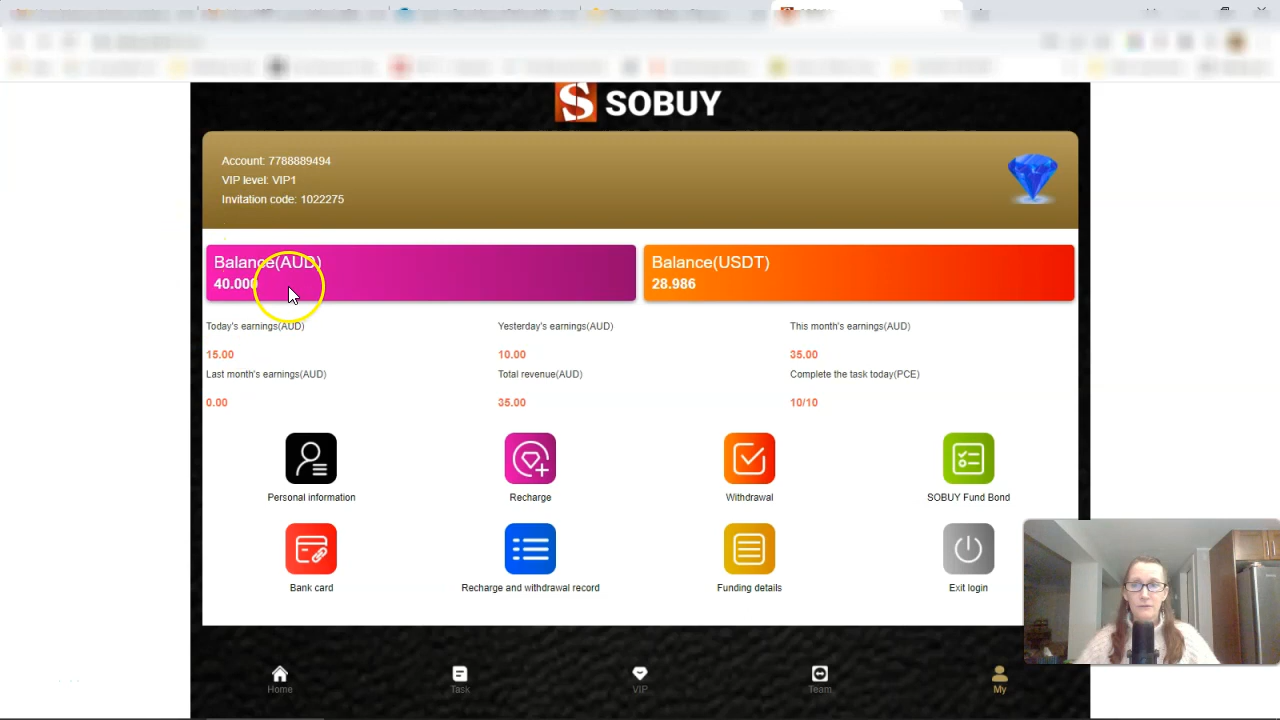 SOBUY
Account: 7788889494
VIP level: VIP1
Invitation code: 1022275
Balance(AUD)
40.000
Balance(USDT)
28.986
Today's earnings(AUD)
Yesterday's earnings(AUD)
This month's earnings(AUD)
15.00
10.00
35.00
Last month's earnings(AUD)
Total revenue(AUD)
Complete the task today(PCE)
0.00
35.00
10/10
Personal information
Recharge
Withdrawal
SOBUY Fund Bond
Bank card
Recharge and withdrawal record
Funding details
Exit login
Home
Task
VIP
Team
My